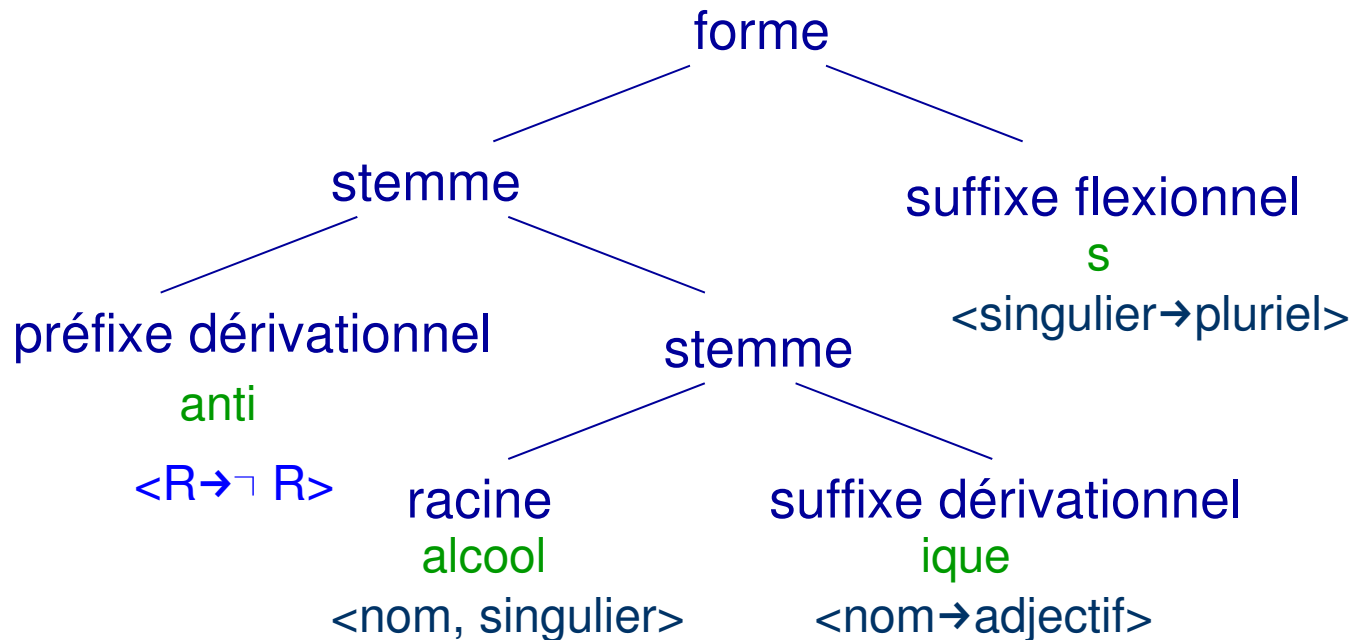 forme
stemme
suffixe flexionnel
s
<singulier→pluriel>
préfixe dérivationnel
anti
<R→¬ R>
stemme
racine
alcool
<nom, singulier>
suffixe dérivationnel
ique
<nom→adjectif>